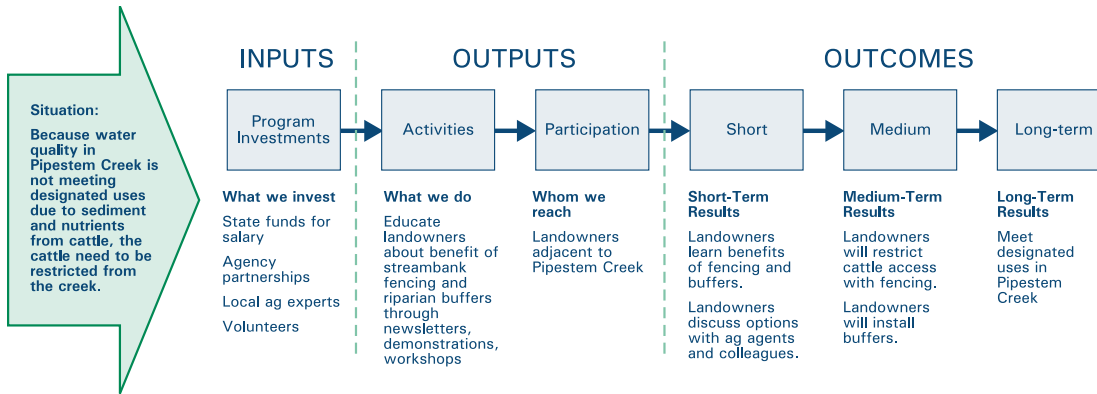 Situation:
Because water
quality in
Pipestem Creek is
not meeting
designated uses
due to sediment
and nutrients
from cattle, the
cattle need to be
restricted from
the creek.
INPUTS
OUTPUTS
OUTCOMES
Program
Investments
Activities
Participation
Short
Medium
Long-term
What we invest
State funds for
salary
Agency
partnerships
Local ag experts
Volunteers
What we do
Educate
landowners
about benefit of
streambank
fencing and
riparian buffers
through
newsletters,
demonstrations,
workshops
Whom we
reach
Landowners
adjacent to
Pipestem Creek
Short-Term
Results
Landowners
learn benefits
of fencing and
buffers.
Landowners
discuss options
with ag agents
and colleagues.
Medium-Term
Results
Landowners
will restrict
cattle access
with fencing.
Landowners
will install
buffers.
Long-Term
Results
Meet
designated
uses in
Pipestem
Creek